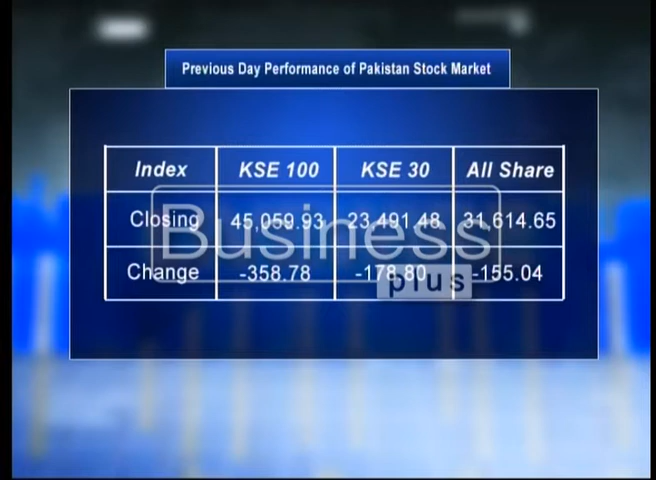 Previous Day Performance of Pakistan Stock Market
Index KSE 100 KSE 30 All Share
Closing 45,059.93 23,491.48 31,614.65
Change -358.78 -178.80 -155.04
Business
plus